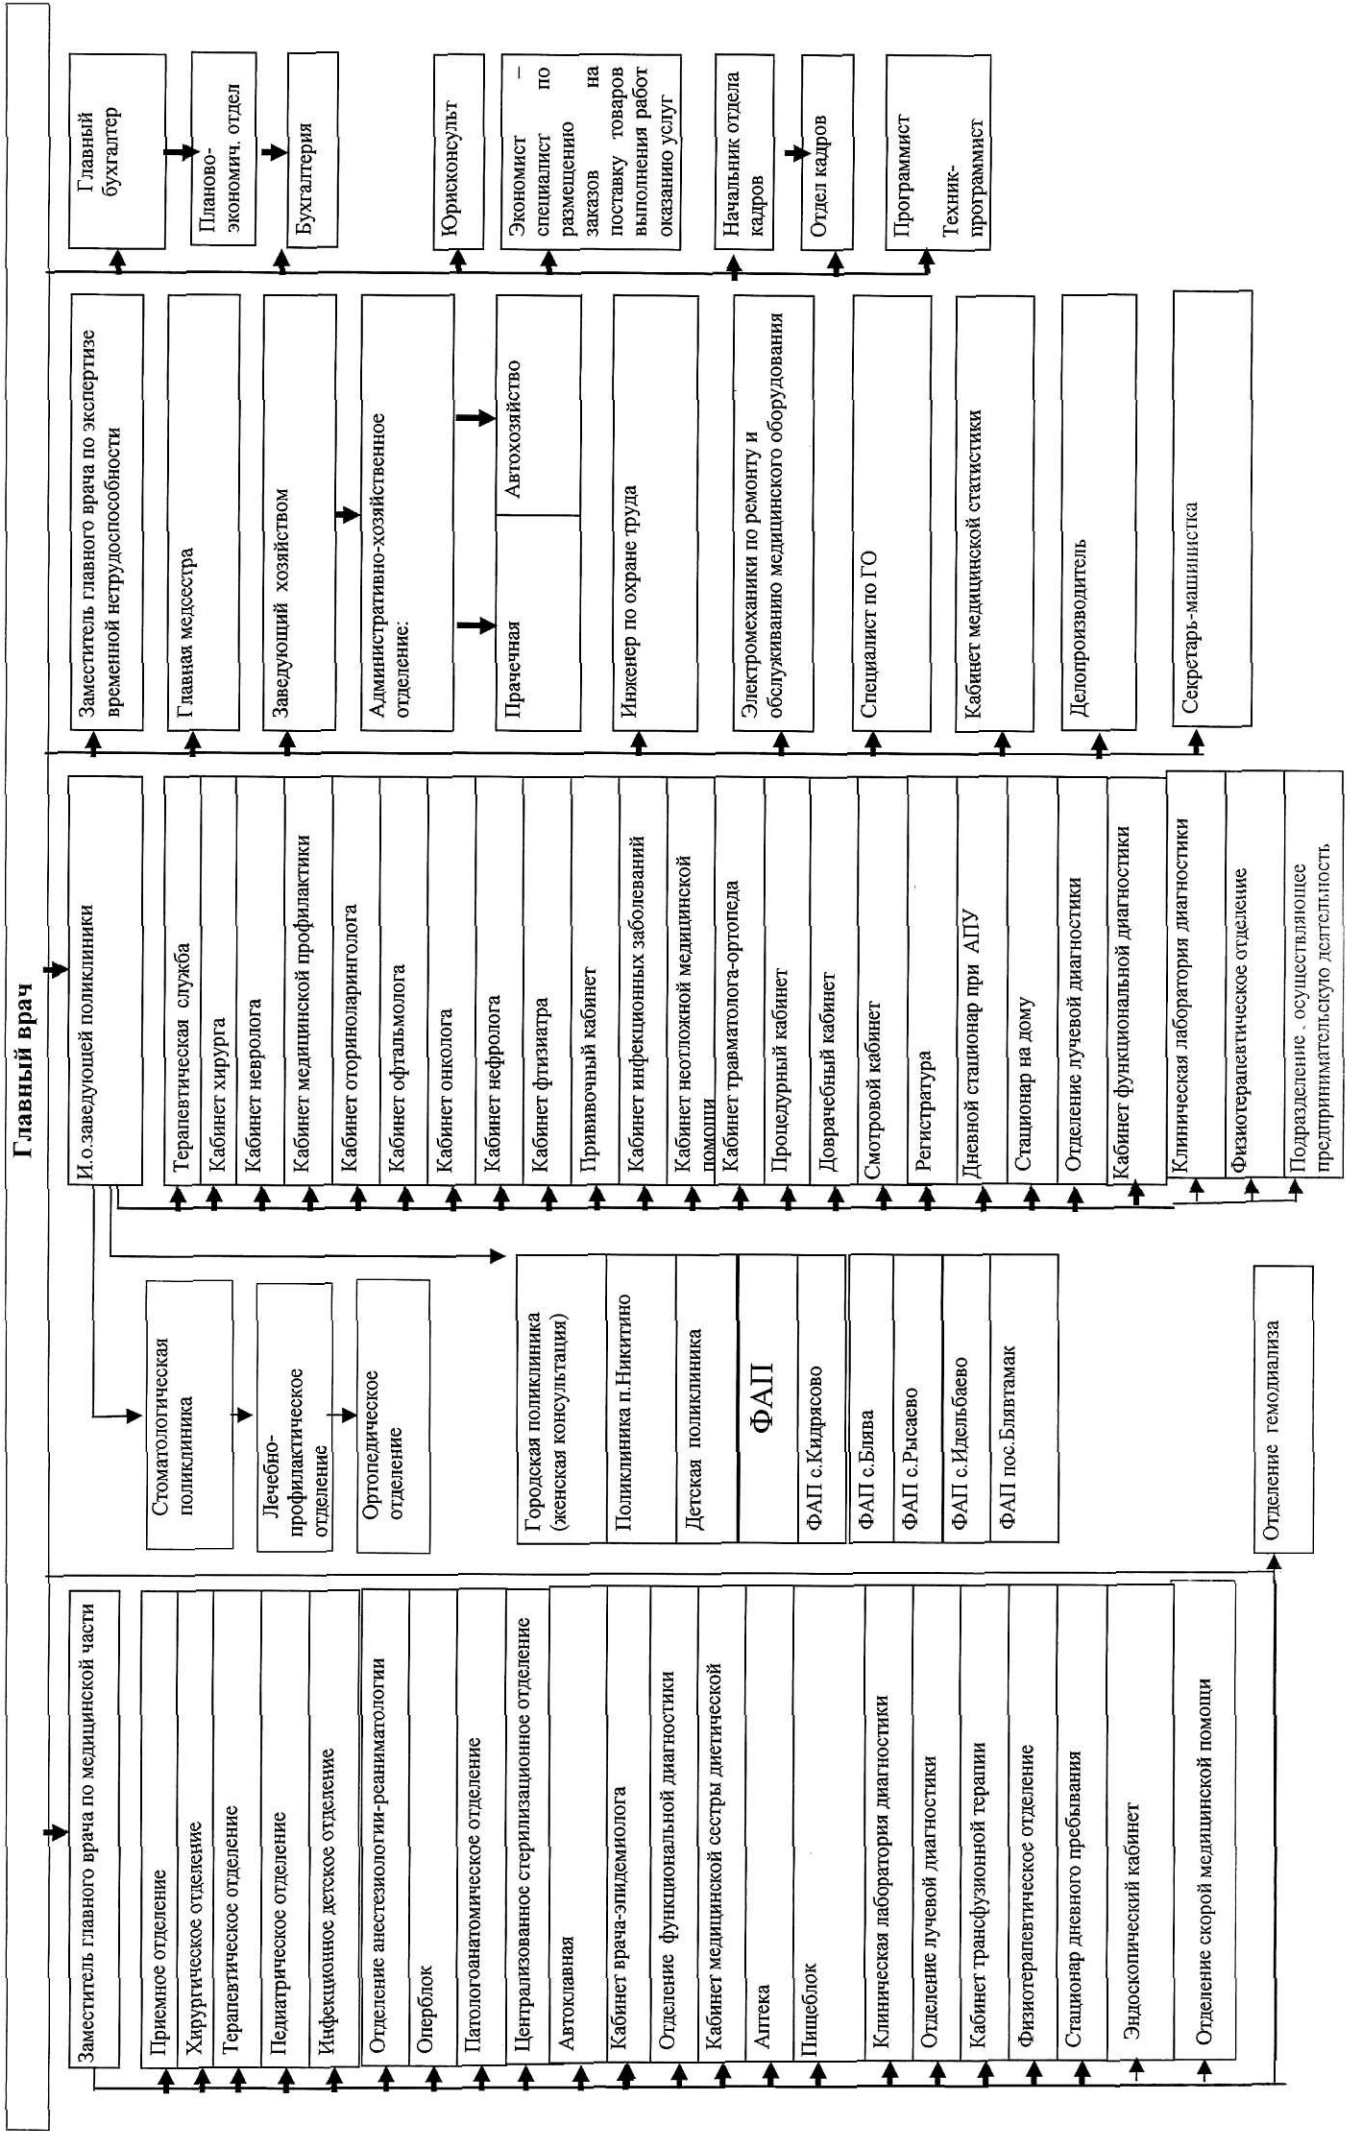 Главный врач
Заместитель главного врача по медицинской части
Приемное отделение
Хирургическое отделение
Терапевтическое отделение
Педиатрическое отделение
Инфекционное детское отделение
Отделение анестезиологии-реаниматологии
Оперблок
Патологоанатомическое отделение
Централизованное стерилизационное отделение
Автоклавная
Кабинет врача-эпидемиолога
Отделение функциональной диагностики
Кабинет медицинской сестры диетической
Аптека
Пищеблок
Клиническая лаборатория диагностики
Отделение лучевой диагностики
Кабинет трансфузионной терапии
Физиотерапевтическое отделение
Стационар дневного пребывания
Эндоскопический кабинет
Отделение скорой медицинской помощи
Отделение гемодиализа
Стоматологическая
поликлиника
Лечебно-
профилактическое
отделение
Ортопедическое
отделение
Городская поликлиника
(женская консультация)
Поликлиника п.Никитино
Детская поликлиника
ФАП
ФАП с.Кидрясово
ФАП с.Блява
ФАП с.Рысаево
ФАП с.Идельбаево
ФАП пос.Блявтамак
И.о.заведующей поликлиники
Терапевтическая служба
Кабинет хирурга
Кабинет невролога
Кабинет медицинской профилактики
Кабинет оториноларинголога
Кабинет офтальмолога
Кабинет онколога
Кабинет нефролога
Кабинет фтизиатра
Прививочный кабинет
Кабинет инфекционных заболеваний
Кабинет неотложной медицинской
помощи
Кабинет травматолога-ортопеда
Процедурный кабинет
Доврачебный кабинет
Смотровой кабинет
Регистратура
Дневной стационар при АПУ
Стационар на дому
Отделение лучевой диагностики
Кабинет функциональной диагностики
Клиническая лаборатория диагностики
Физиотерапевтическое отделение
Подразделение . осуществляющее
предпринимательскую деятельность
Заместитель главного врача по экспертизе
временной нетрудоспособности
Главная медсестра
Заведующий хозяйством
Административно-хозяйственное
отделение:
Прачечная
Автохозяйство
Инженер по охране труда
Электромеханики по ремонту и
обслуживанию медицинского оборудования
Специалист по ГО
Кабинет медицинской статистики
Делопроизводитель
Секретарь-машинистка
Главный
бухгалтер
Планово-
экономич. отдел
Бухгалтерия
Юрисконсульт
Экономист –
специалист по
размещению
заказов на
поставку товаров
выполнения работ
оказанию услуг
Начальник отдела
кадров
Отдел кадров
Программист
Техник-
программист